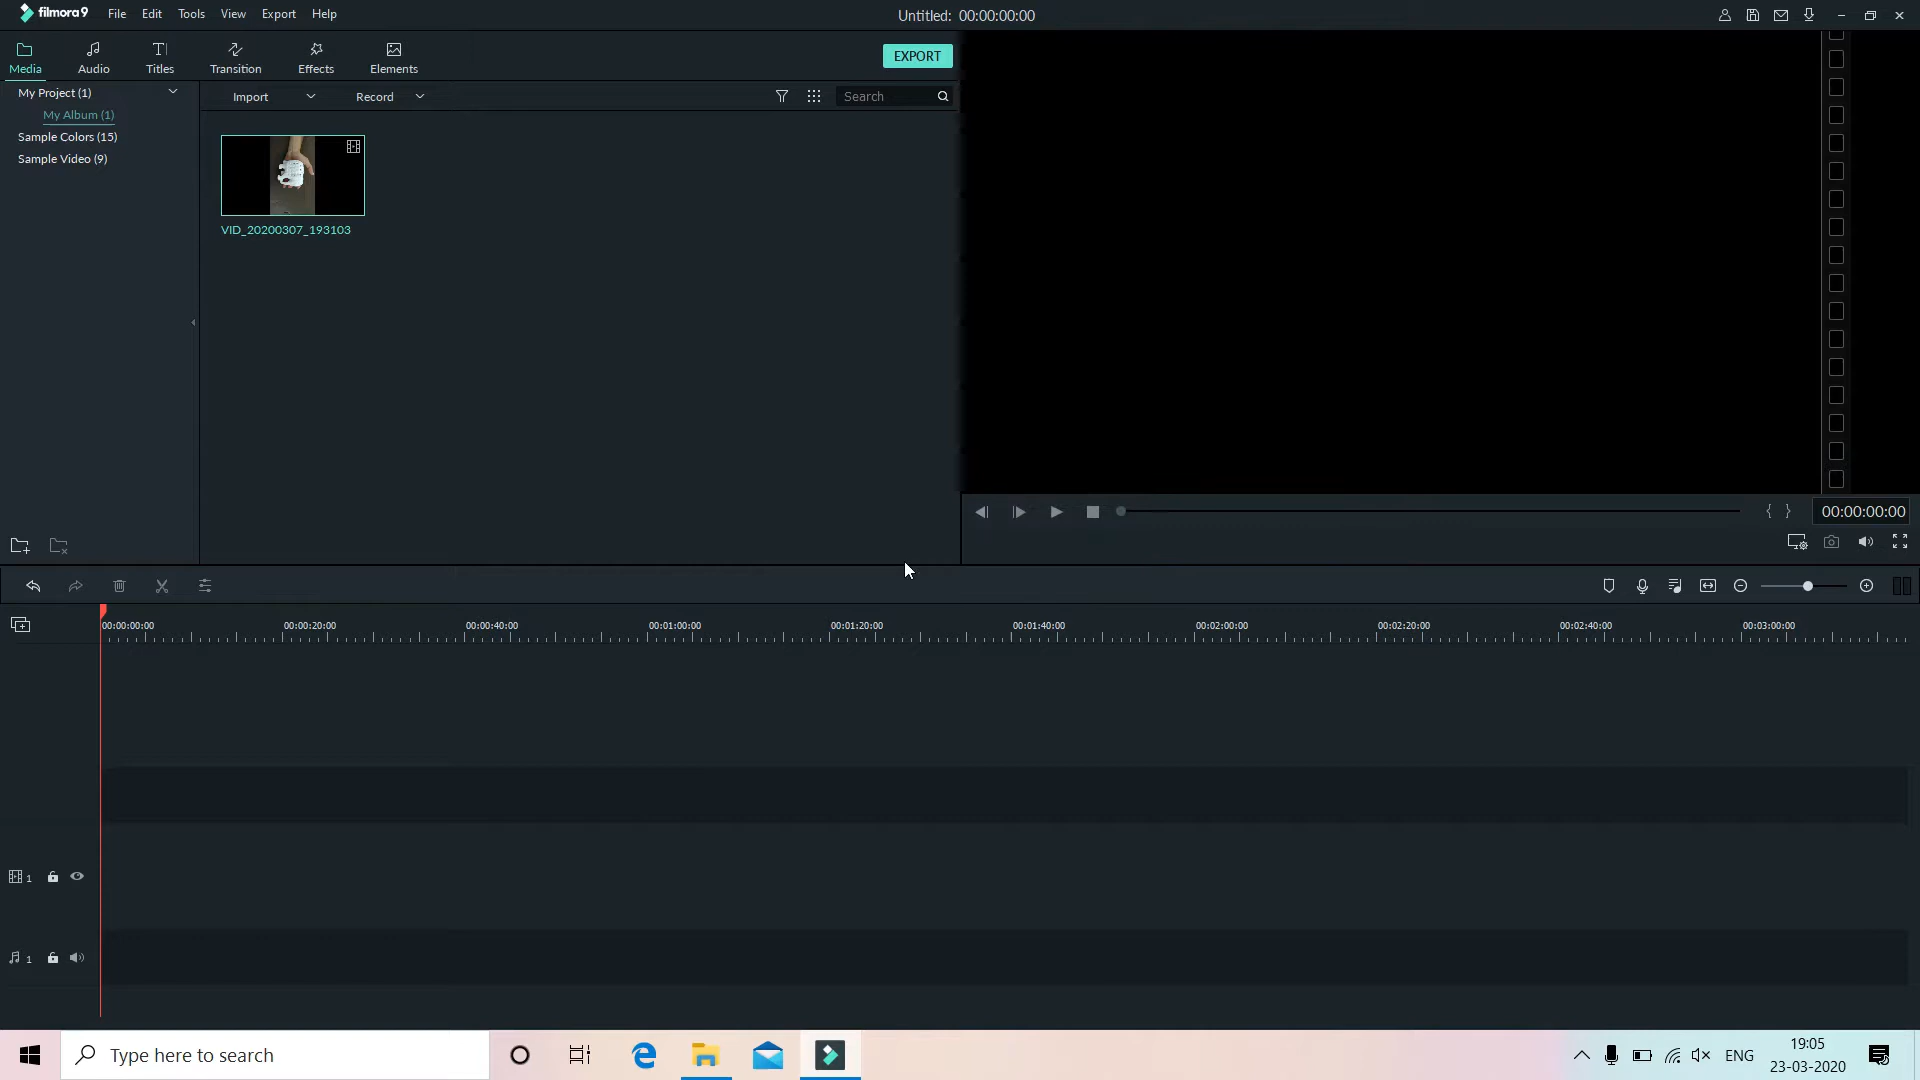 filmora9 File Edit Tools View Export Help Untitled: 00:00:00:00
Media Audio Titles Transition Effects Elements EXPORT
My Project (1) Import Record Search
My Album (1)
Sample Colors (15)
Sample Video (9)
VID_20200307_193103
00:00:00:00
00:00:00:00 00:00:20:00 00:00:40:00 00:01:00:00 00:01:20:00 00:01:40:00 00:02:00:00 00:02:20:00 00:02:40:00 00:03:00:00
1
1
Type here to search ENG 19:05
23-03-2020